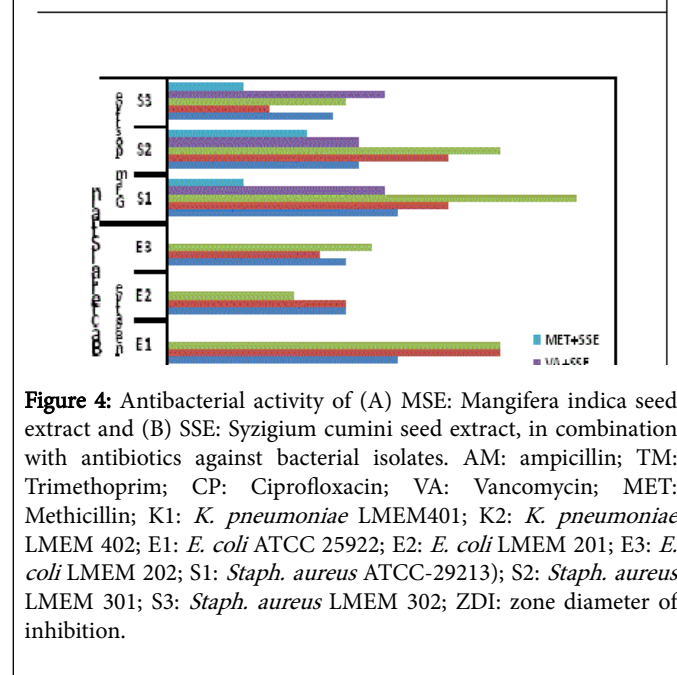 S3
S2
S1
E3
E2
E1
MET+SSE
VA+SSE
Figure 4: Antibacterial activity of (A) MSE: Mangifera indica seed
extract and (B) SSE: Syzigium cumini seed extract, in combination
with antibiotics against bacterial isolates. AM: ampicillin; TM:
Trimethoprim; CP: Ciprofloxacin; VA: Vancomycin; MET:
Methicillin; K1: K. pneumoniae LMEM401; K2: K. pneumoniae
LMEM 402; E1: E. coli ATCC 25922; E2: E. coli LMEM 201; E3: E.
coli LMEM 202; S1: Staph. aureus ATCC-29213); S2: Staph. aureus
LMEM 301; S3: Staph. aureus LMEM 302; ZDI: zone diameter of
inhibition.